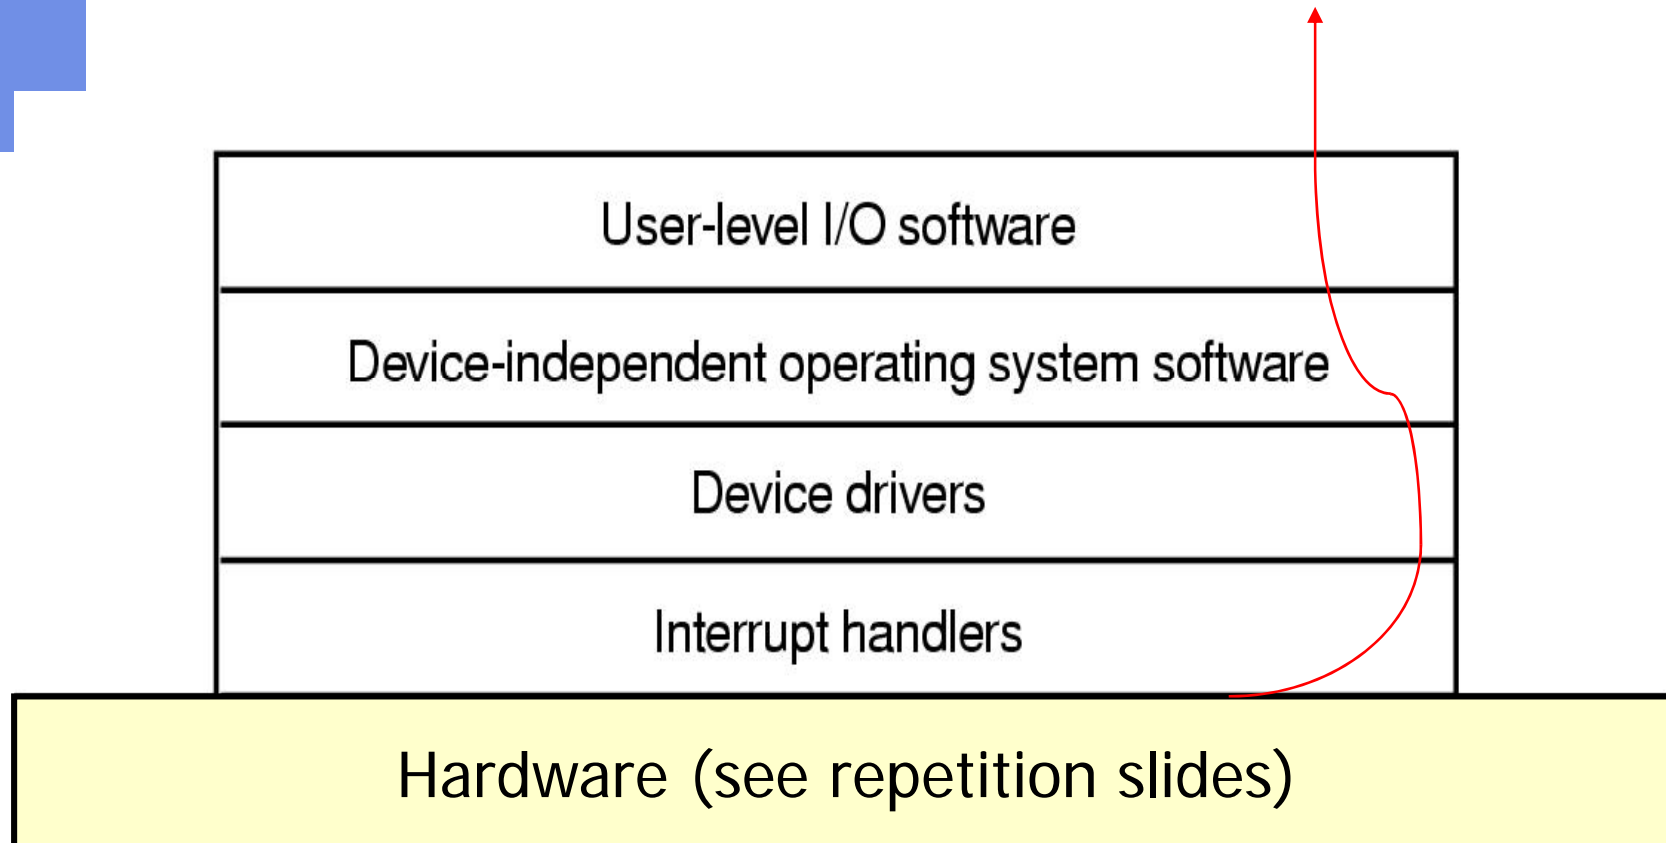 User-level I/O software
Device-independent operating system software
Device drivers
Interrupt handlers
Hardware (see repetition slides)